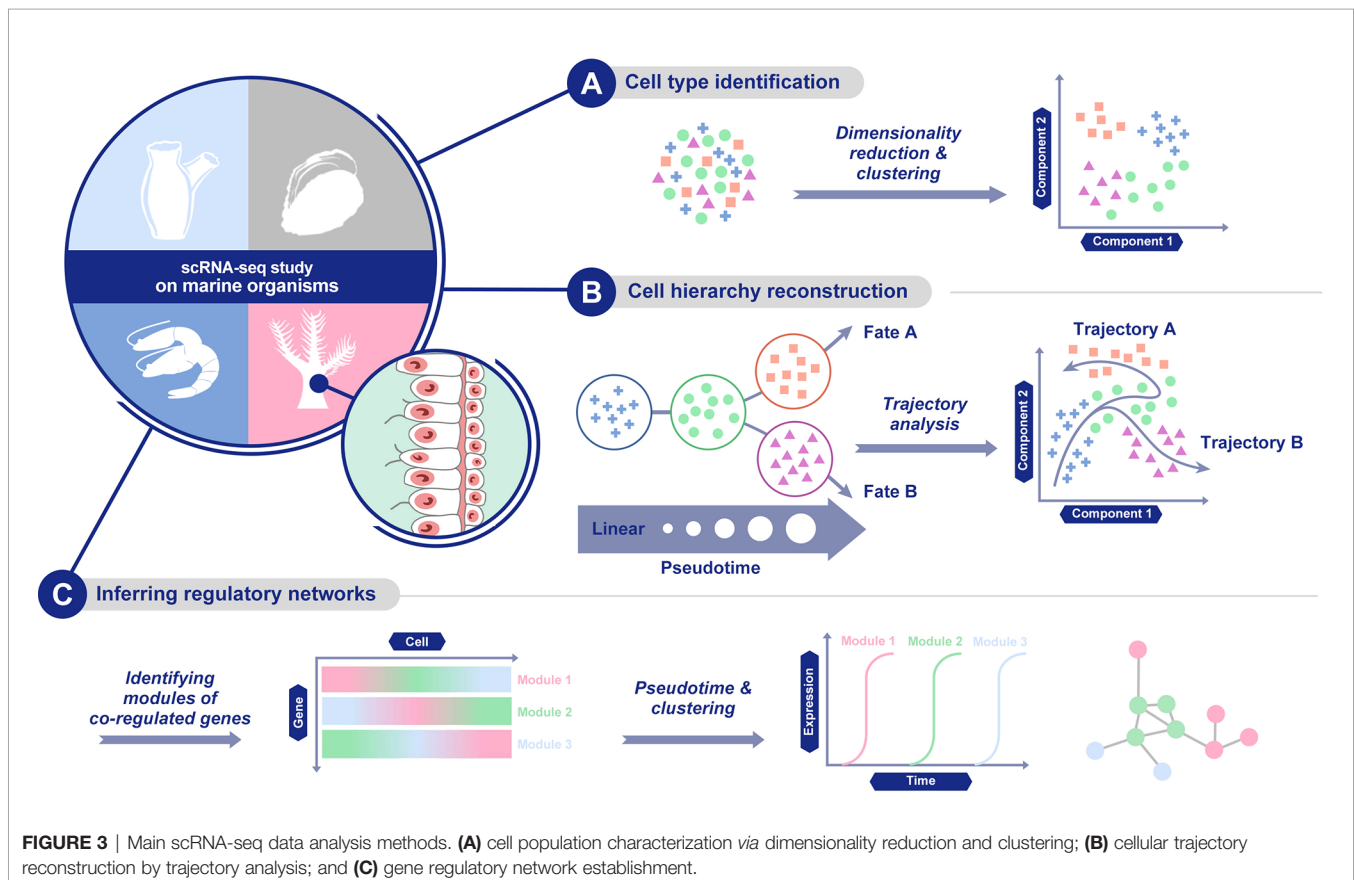 scRNA-seq study
on marine organisms
A
Cell type identification
Dimensionality
reduction &
clustering
Component 2
Component 1
B
Cell hierarchy reconstruction
Fate A
Fate B
Linear
Pseudotime
Trajectory
analysis
Trajectory A
Component 2
Trajectory B
Component 1
C
Inferring regulatory networks
Identifying
modules of
co-regulated genes
Cell
Gene
Module 1
Module 2
Module 3
Pseudotime &
clustering
Expression
Module 1
Module 2
Module 3
Time
FIGURE 3 | Main scRNA-seq data analysis methods. (A) cell population characterization via dimensionality reduction and clustering; (B) cellular trajectory
reconstruction by trajectory analysis; and (C) gene regulatory network establishment.